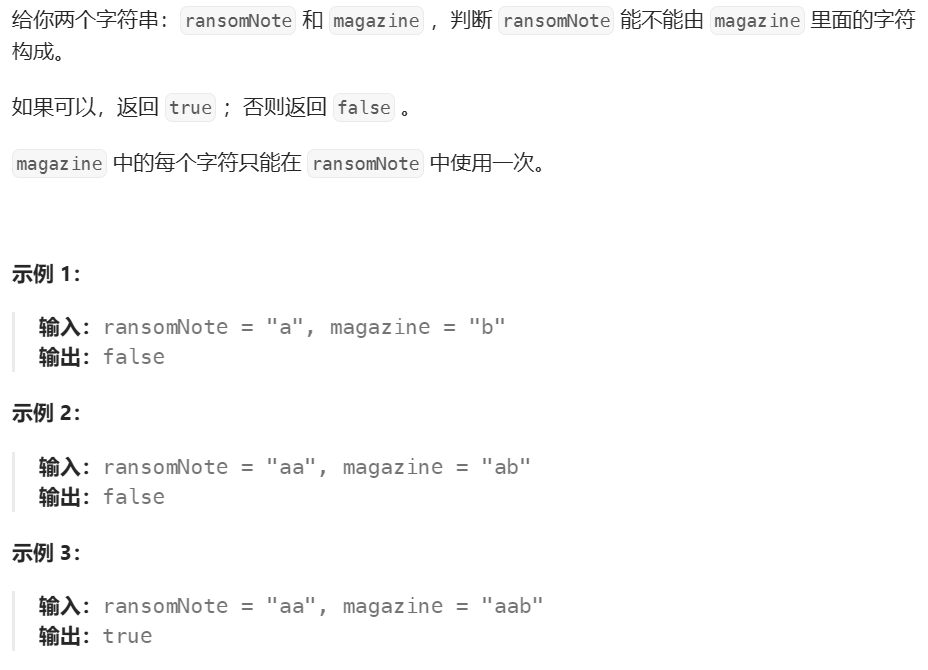 给你两个字符串：ransomNote 和 magazine ，判断 ransomNote 能不能由 magazine 里面的字符
构成。
如果可以，返回 true ；否则返回 false 。
magazine 中的每个字符只能在 ransomNote 中使用一次。
示例 1：
输入：ransomNote = "a", magazine = "b"
输出：false
示例 2：
输入：ransomNote = "aa", magazine = "ab"
输出：false
示例 3：
输入：ransomNote = "aa", magazine = "aab"
输出：true